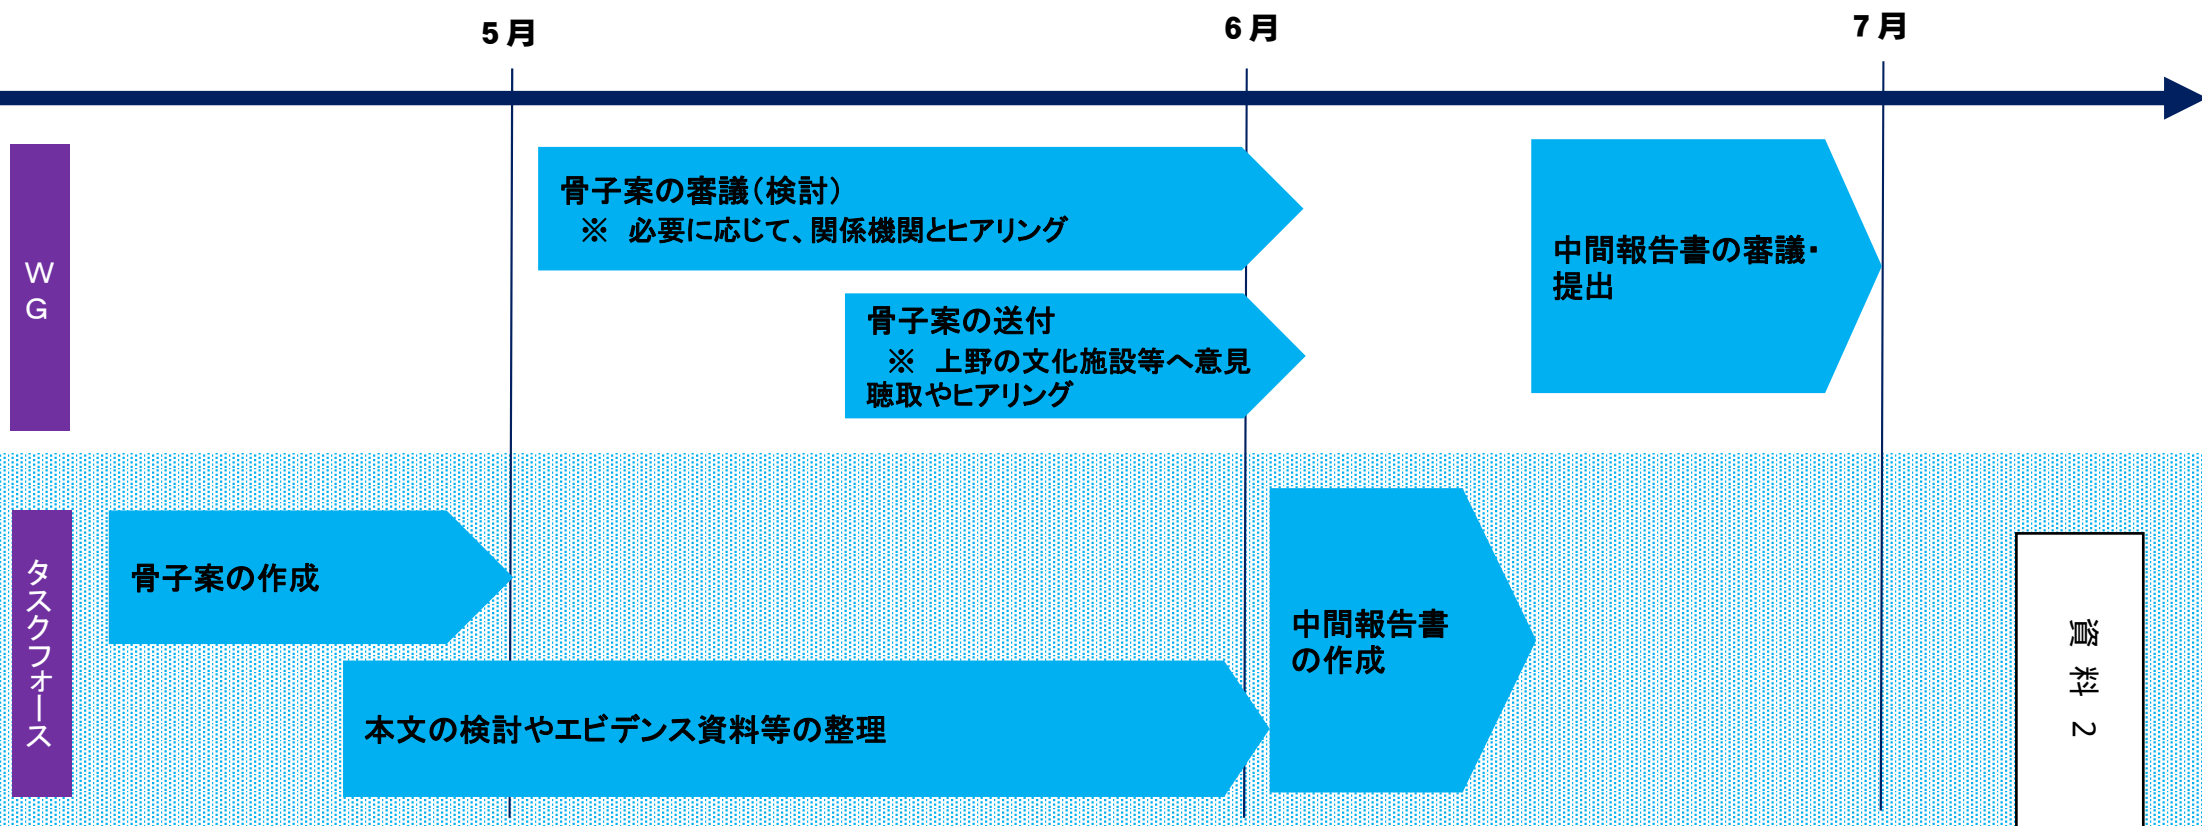 5月
6月
7月
WG
骨子案の審議(検討)
※ 必要に応じて、関係機関とヒアリング
骨子案の送付
※ 上野の文化施設等へ意見
聴取やヒアリング
中間報告書の審議・
提出
タスクフォース
骨子案の作成
本文の検討やエビデンス資料等の整理
中間報告書
の作成
資料2